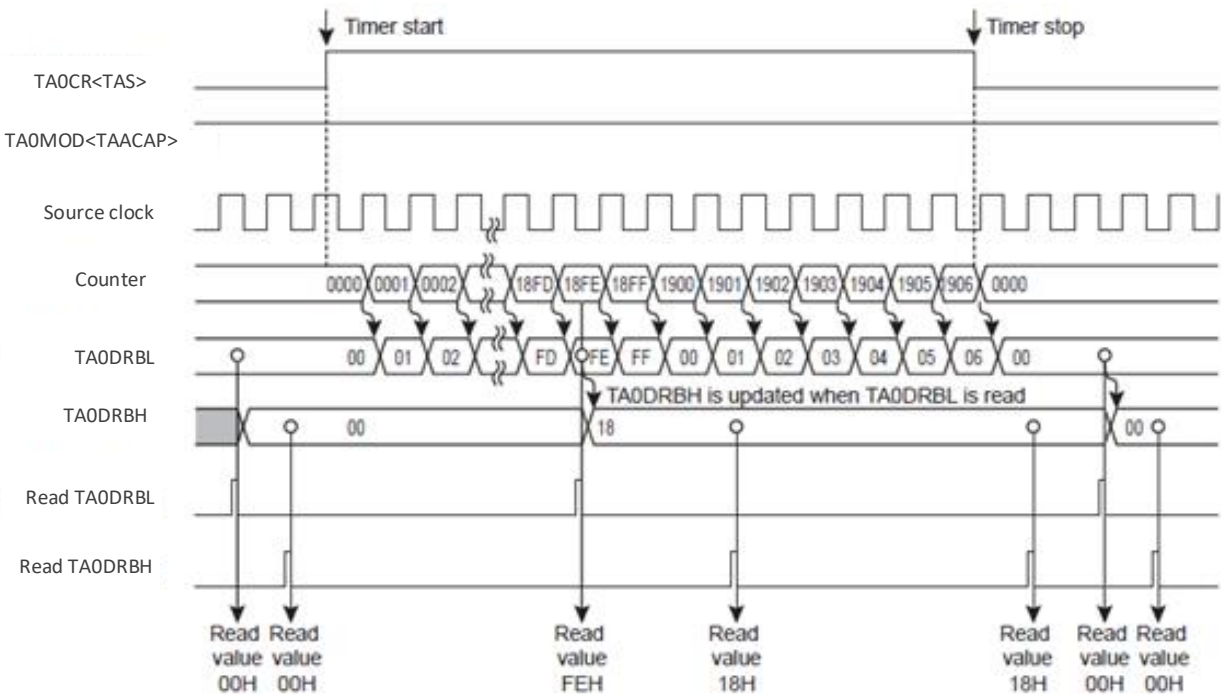 Timer start Timer stop
TA0CR<TAS>
TA0MOD<TAACAP>
Source clock
Counter 0000 0001 0002 18FD 18FE 18FF 1900 1901 1902 1903 1904 1905 1906 0000
TA0DRBL 00 01 02 FD FE FF 00 01 02 03 04 05 06 00
TA0DRBH is updated when TA0DRBL is read
TA0DRBH 00 18 00
Read TA0DRBL
Read TA0DRBH
Read Read Read Read Read Read Read
value value value value value value value
00H 00H FEH 18H 18H 00H 00H